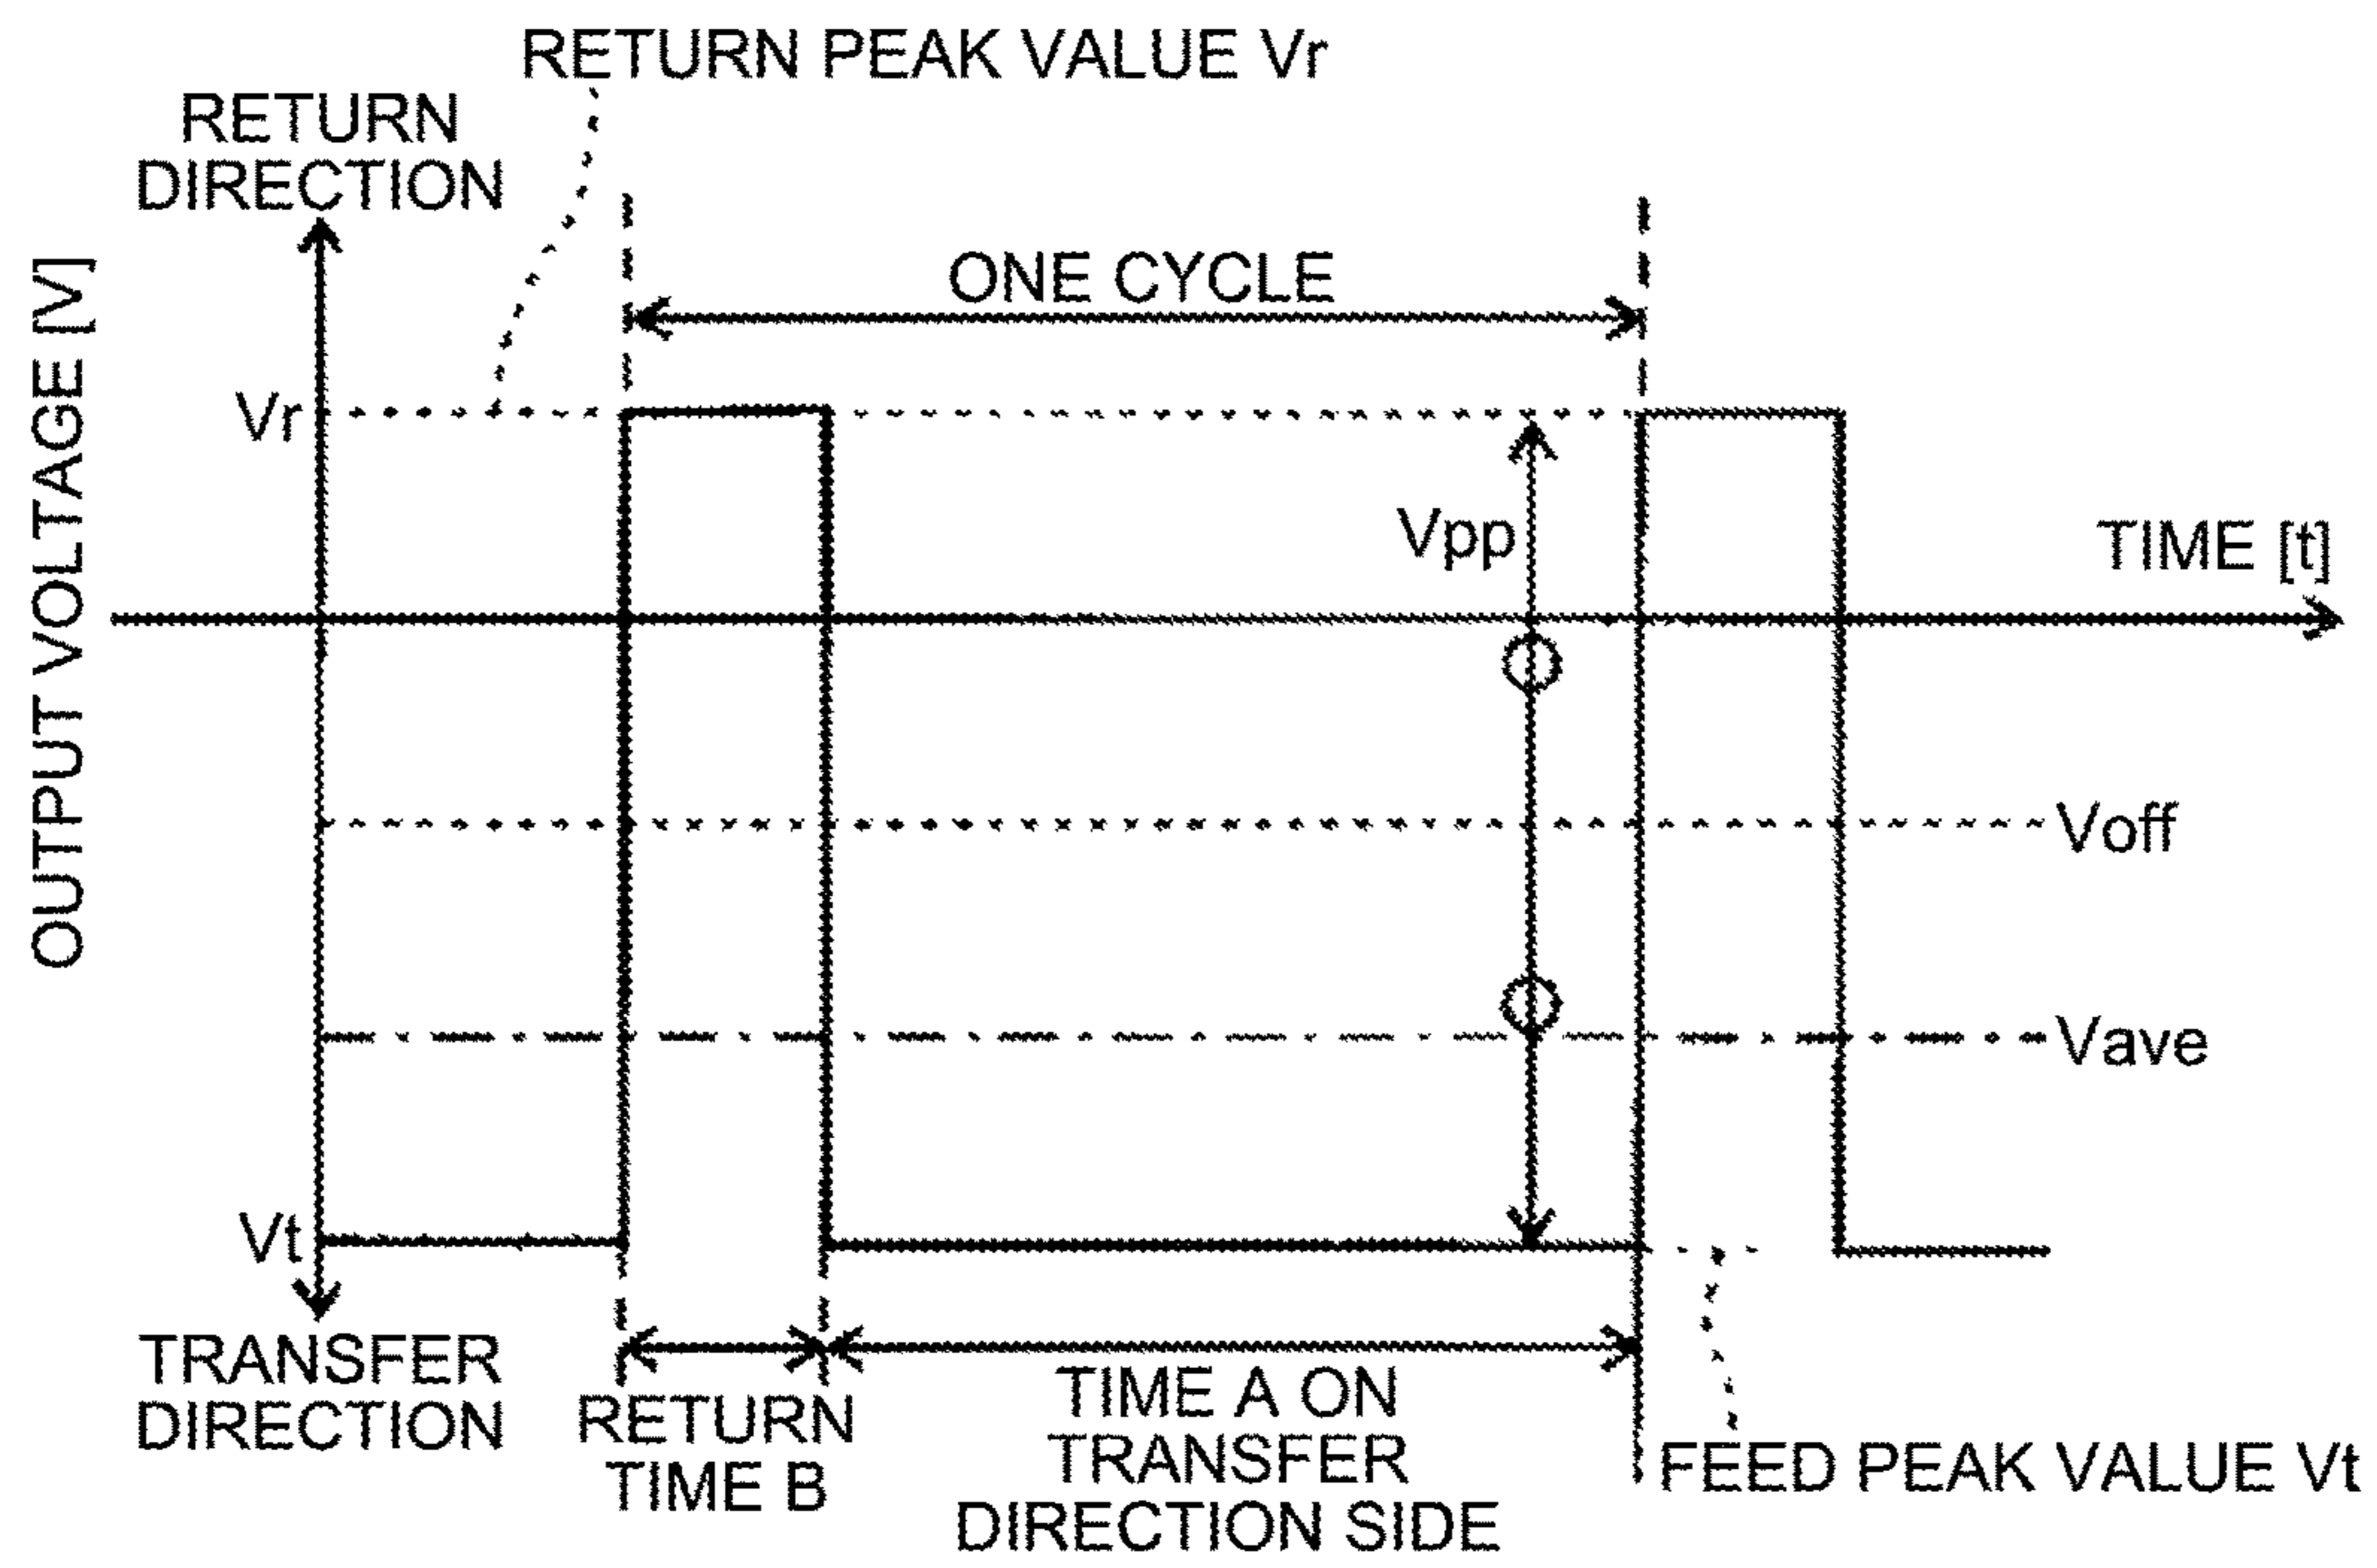 RETURN PEAK VALUE Vr
RETURN
DIRECTION
ONE CYCLE
OUTPUT VOLTAGE [V]
Vr
Vpp
TIME [t]
Voff
Vave
Vt
TRANSFER
DIRECTION
RETURN
TIME B
TIME A ON
TRANSFER
DIRECTION SIDE
FEED PEAK VALUE Vt